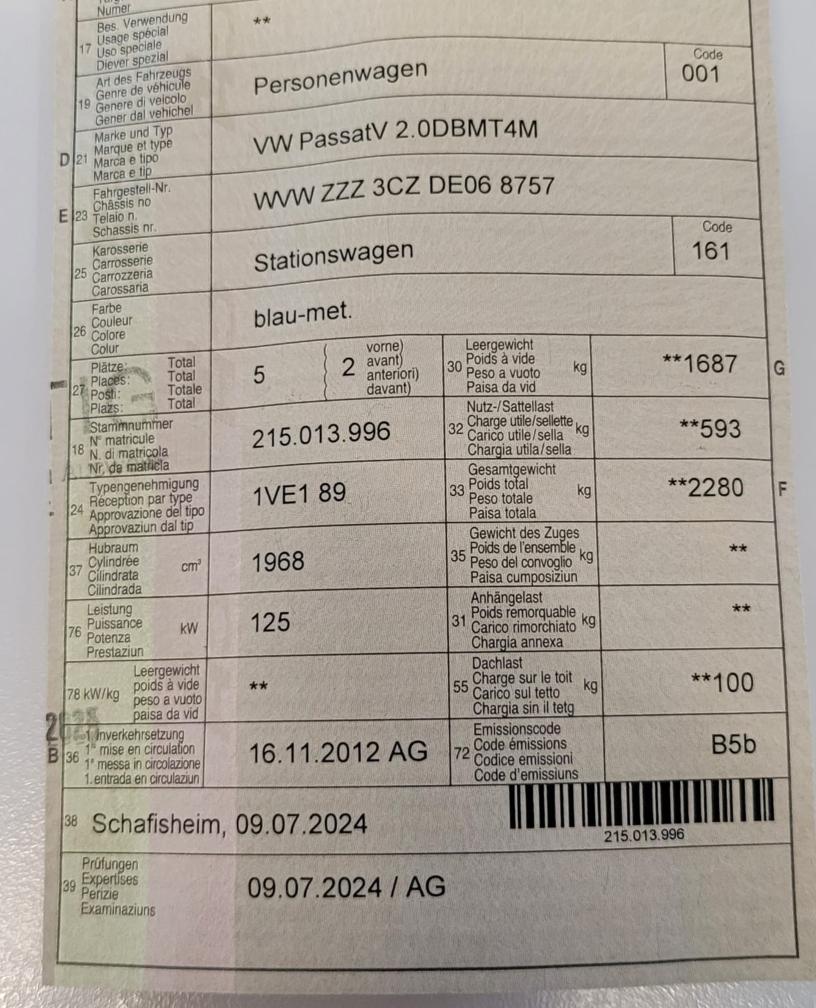 Numer
17 Bes. Verwendung
Usage spécial
Uso speciale
Diever spezial
**
19 Art des Fahrzeugs
Genre de véhicule
Genere di veicolo
Gener dal vehichel
Personenwagen
Code
001
D 21 Marke und Typ
Marque et type
Marca e tipo
Marca e tip
VW PassatV 2.0DBMT4M
E 23 Fahrgestell-Nr.
Châssis no
Telaio n.
Schassis nr.
WVW ZZZ 3CZ DE06 8757
25 Karosserie
Carrosserie
Carrozzeria
Carossaria
Stationswagen
Code
161
26 Farbe
Couleur
Colore
Colur
blau-met.
27 Plätze: Total
Places: Total
Posti: Totale
Plazs: Total
5
2 vorne)
avant)
anteriori)
davant)
30 Leergewicht
Poids à vide kg
Peso a vuoto
Paisa da vid
**1687 G
18 Stammnummer
N° matricule
N. di matricola
Nr. da matricla
215.013.996
32 Nutz-/Sattellast
Charge utile/sellette kg
Carico utile/sella
Chargia utila/sella
**593
24 Typengenehmigung
Réception par type
Approvazione del tipo
Approvaziun dal tip
1VE1 89
33 Gesamtgewicht
Poids total kg
Peso totale
Paisa totala
**2280 F
37 Hubraum
Cylindrée cm³
Cilindrata
Cilindrada
1968
35 Gewicht des Zuges
Poids de l'ensemble kg
Peso del convoglio
Paisa cumposiziun
**
76 Leistung
Puissance kW
Potenza
Prestaziun
125
31 Anhängelast
Poids remorquable kg
Carico rimorchiato
Chargia annexa
**
78 kW/kg Leergewicht
poids à vide
peso a vuoto
paisa da vid
**
55 Dachlast
Charge sur le toit kg
Carico sul tetto
Chargia sin il tetg
**100
B 36 1. Inverkehrsetzung
1re mise en circulation
1a messa in circolazione
1. entrada en circulaziun
16.11.2012 AG
72 Emissionscode
Code émissions
Codice emissioni
Code d'emissiuns
B5b
38 Schafisheim, 09.07.2024
215.013.996
39 Prüfungen
Expertises
Perizie
Examinaziuns
09.07.2024 / AG